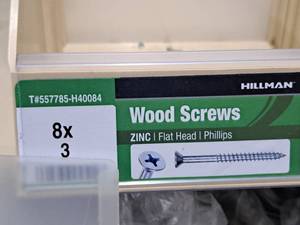 T#557785-H40084
HILLMAN
8x
3
Wood Screws
ZINC | Flat Head | Phillips